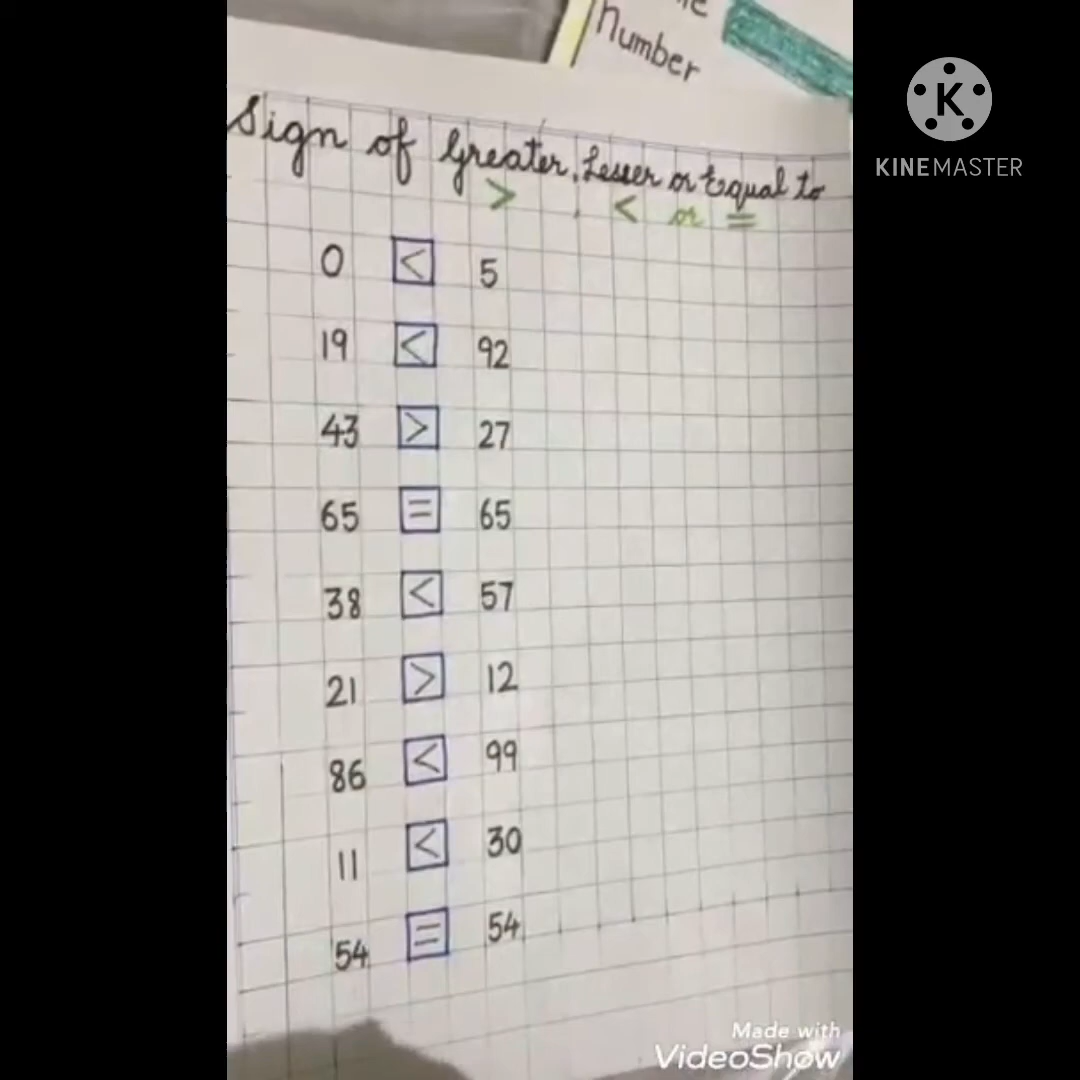 Number
KINEMASTER
Sign of Greater, Lesser or Equal to
> , < or =
0 < 5
19 < 92
43 > 27
65 = 65
38 < 57
21 > 12
86 < 99
11 < 30
54 = 54
Made with
VideoShow